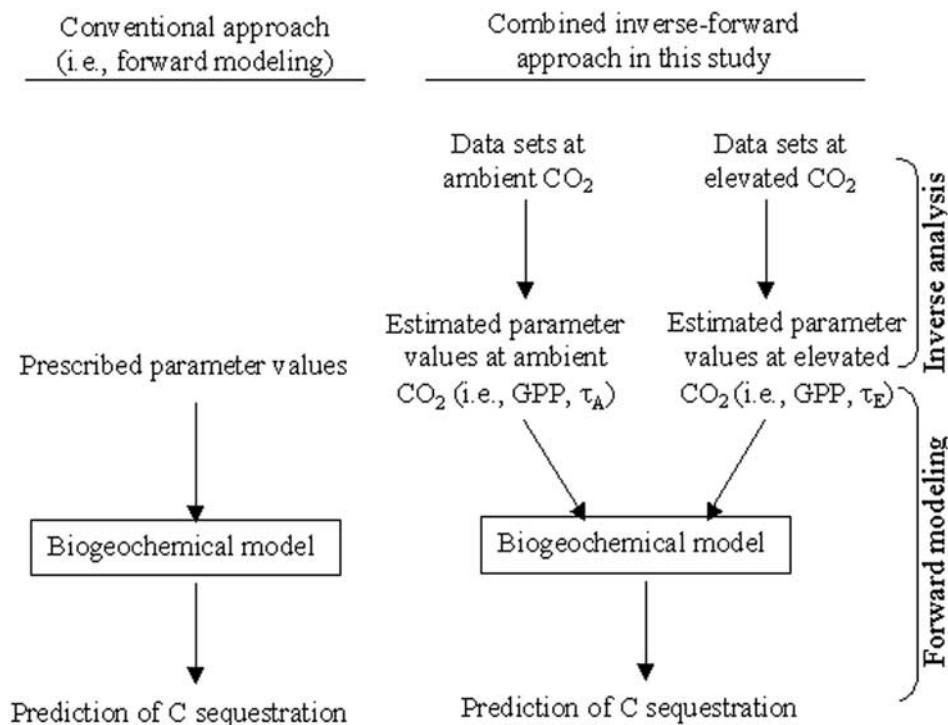 Conventional approach
(i.e., forward modeling)
Combined inverse-forward
approach in this study
Data sets at
ambient CO₂
Data sets at
elevated CO₂
Inverse analysis
Estimated parameter
values at ambient
CO₂ (i.e., GPP, τ_A)
Estimated parameter
values at elevated
CO₂ (i.e., GPP, τ_E)
Prescribed parameter values
Forward modeling
Biogeochemical model
Biogeochemical model
Prediction of C sequestration
Prediction of C sequestration